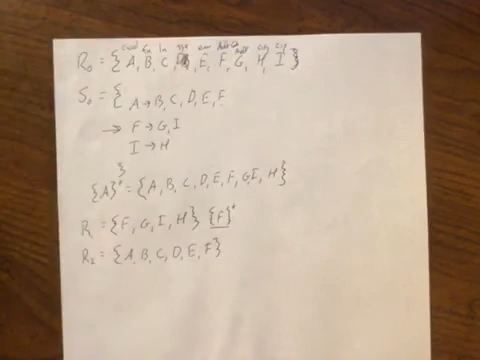 R₀ = {A, B, C, D, E, F, G, H, I}
S₀ = {
A → B, C, D, E, F
→ F → G, I
I → H
}
{A}⁺ = {A, B, C, D, E, F, G, I, H}
R₁ = {F, G, I, H} {F}⁺
R₂ = {A, B, C, D, E, F}